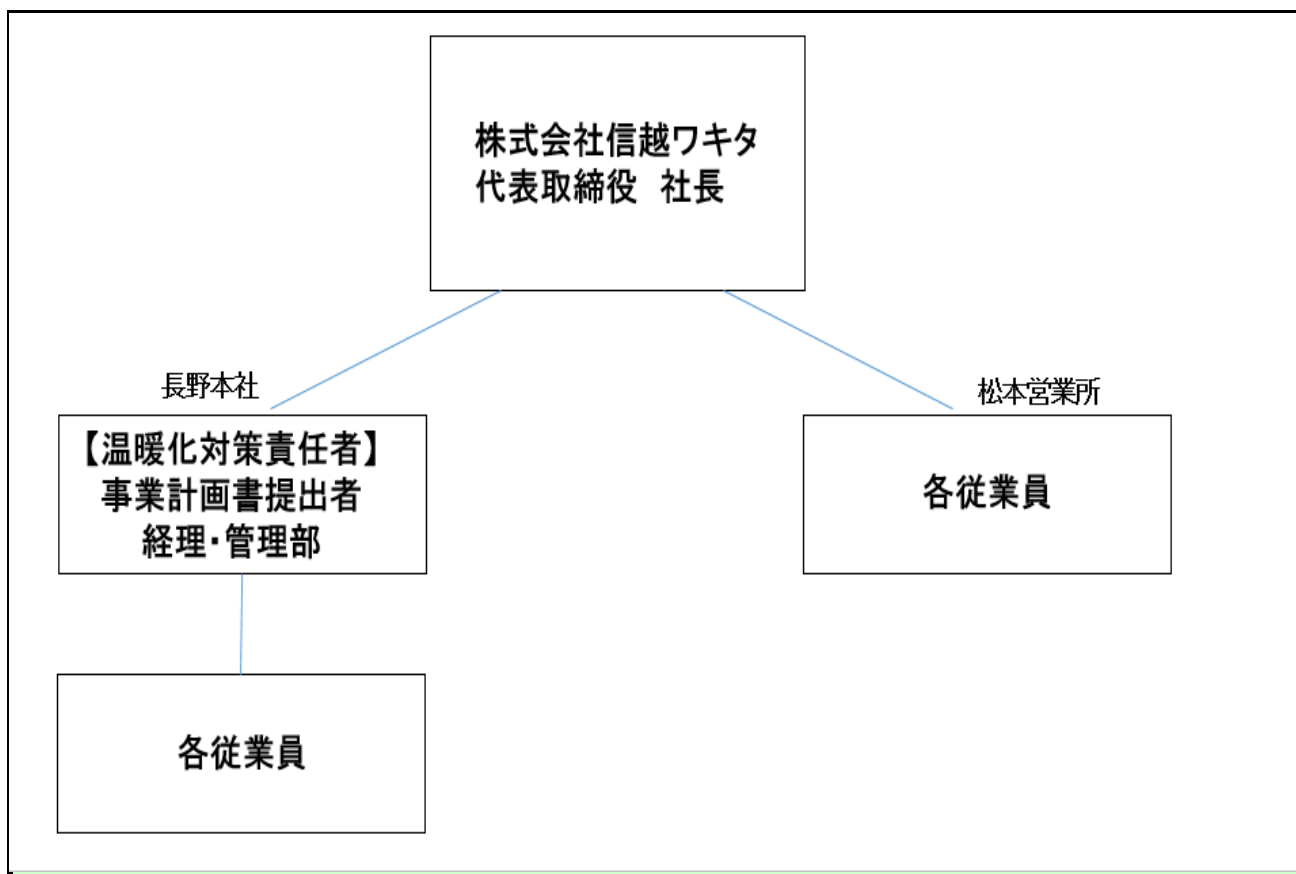 株式会社信越ワキタ
代表取締役　社長
長野本社
松本営業所
【温暖化対策責任者】
事業計画書提出者
経理・管理部
各従業員
各従業員